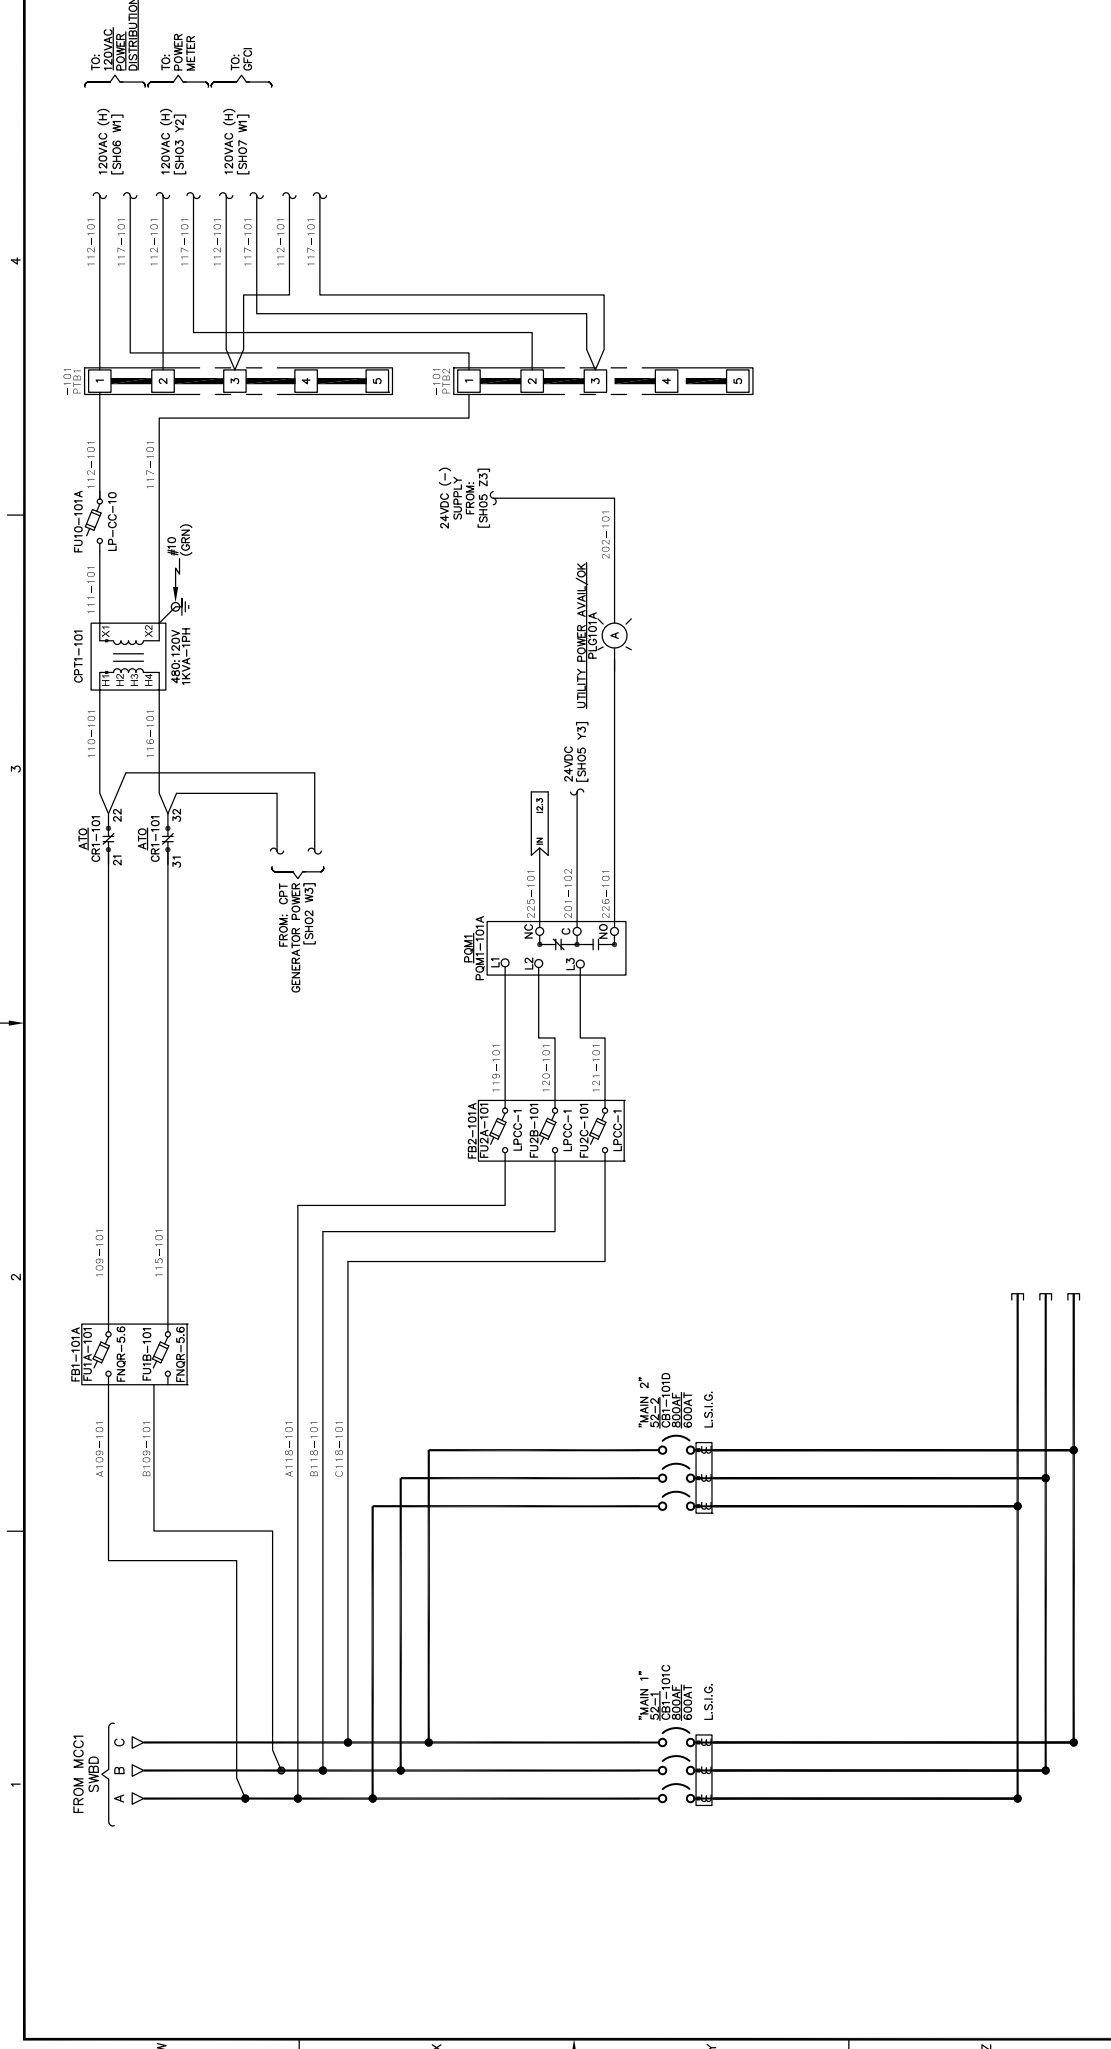 1
2
3
4
W
X
Y
Z
FROM MCC1
SWBD
A
B
C
A109-101
B109-101
FB1-101A
FU1A-101
FNQR-5.6
FU1B-101
FNQR-5.6
109-101
115-101
ATO
CR1-101
21
22
ATO
CR1-101
31
32
FROM: CPT
GENERATOR POWER
[SH02 W3]
110-101
116-101
CPT1-101
H1
H2
H3
H4
X1
X2
480:120V
1KVA-1PH
#10
(GRN)
111-101
FU10-101A
LP-CC-10
112-101
117-101
-101
PTB1
1
2
3
4
5
-101
PTB2
1
2
3
4
5
112-101
117-101
112-101
117-101
112-101
117-101
112-101
117-101
120VAC (H)
[SH06 W1]
120VAC (H)
[SH03 Y2]
120VAC (H)
[SH07 W1]
TO:
120VAC
POWER
DISTRIBUTION
TO:
POWER
METER
TO:
GFCI
A118-101
B118-101
C118-101
FB2-101A
FU2A-101
LPCC-1
FU2B-101
LPCC-1
FU2C-101
LPCC-1
119-101
120-101
121-101
PQM1
PQM1-101A
L1
L2
L3
NC
C
NO
225-101
201-102
226-101
IN
I2.3
24VDC
[SH05 Y3]
UTILITY POWER AVAIL/OK
PLG101A
A
202-101
24VDC (-)
SUPPLY
FROM:
[SH05 Z3]
"MAIN 1"
52-1
CB1-101C
800AF
600AT
L.S.I.G.
"MAIN 2"
52-2
CB1-101D
800AF
600AT
L.S.I.G.